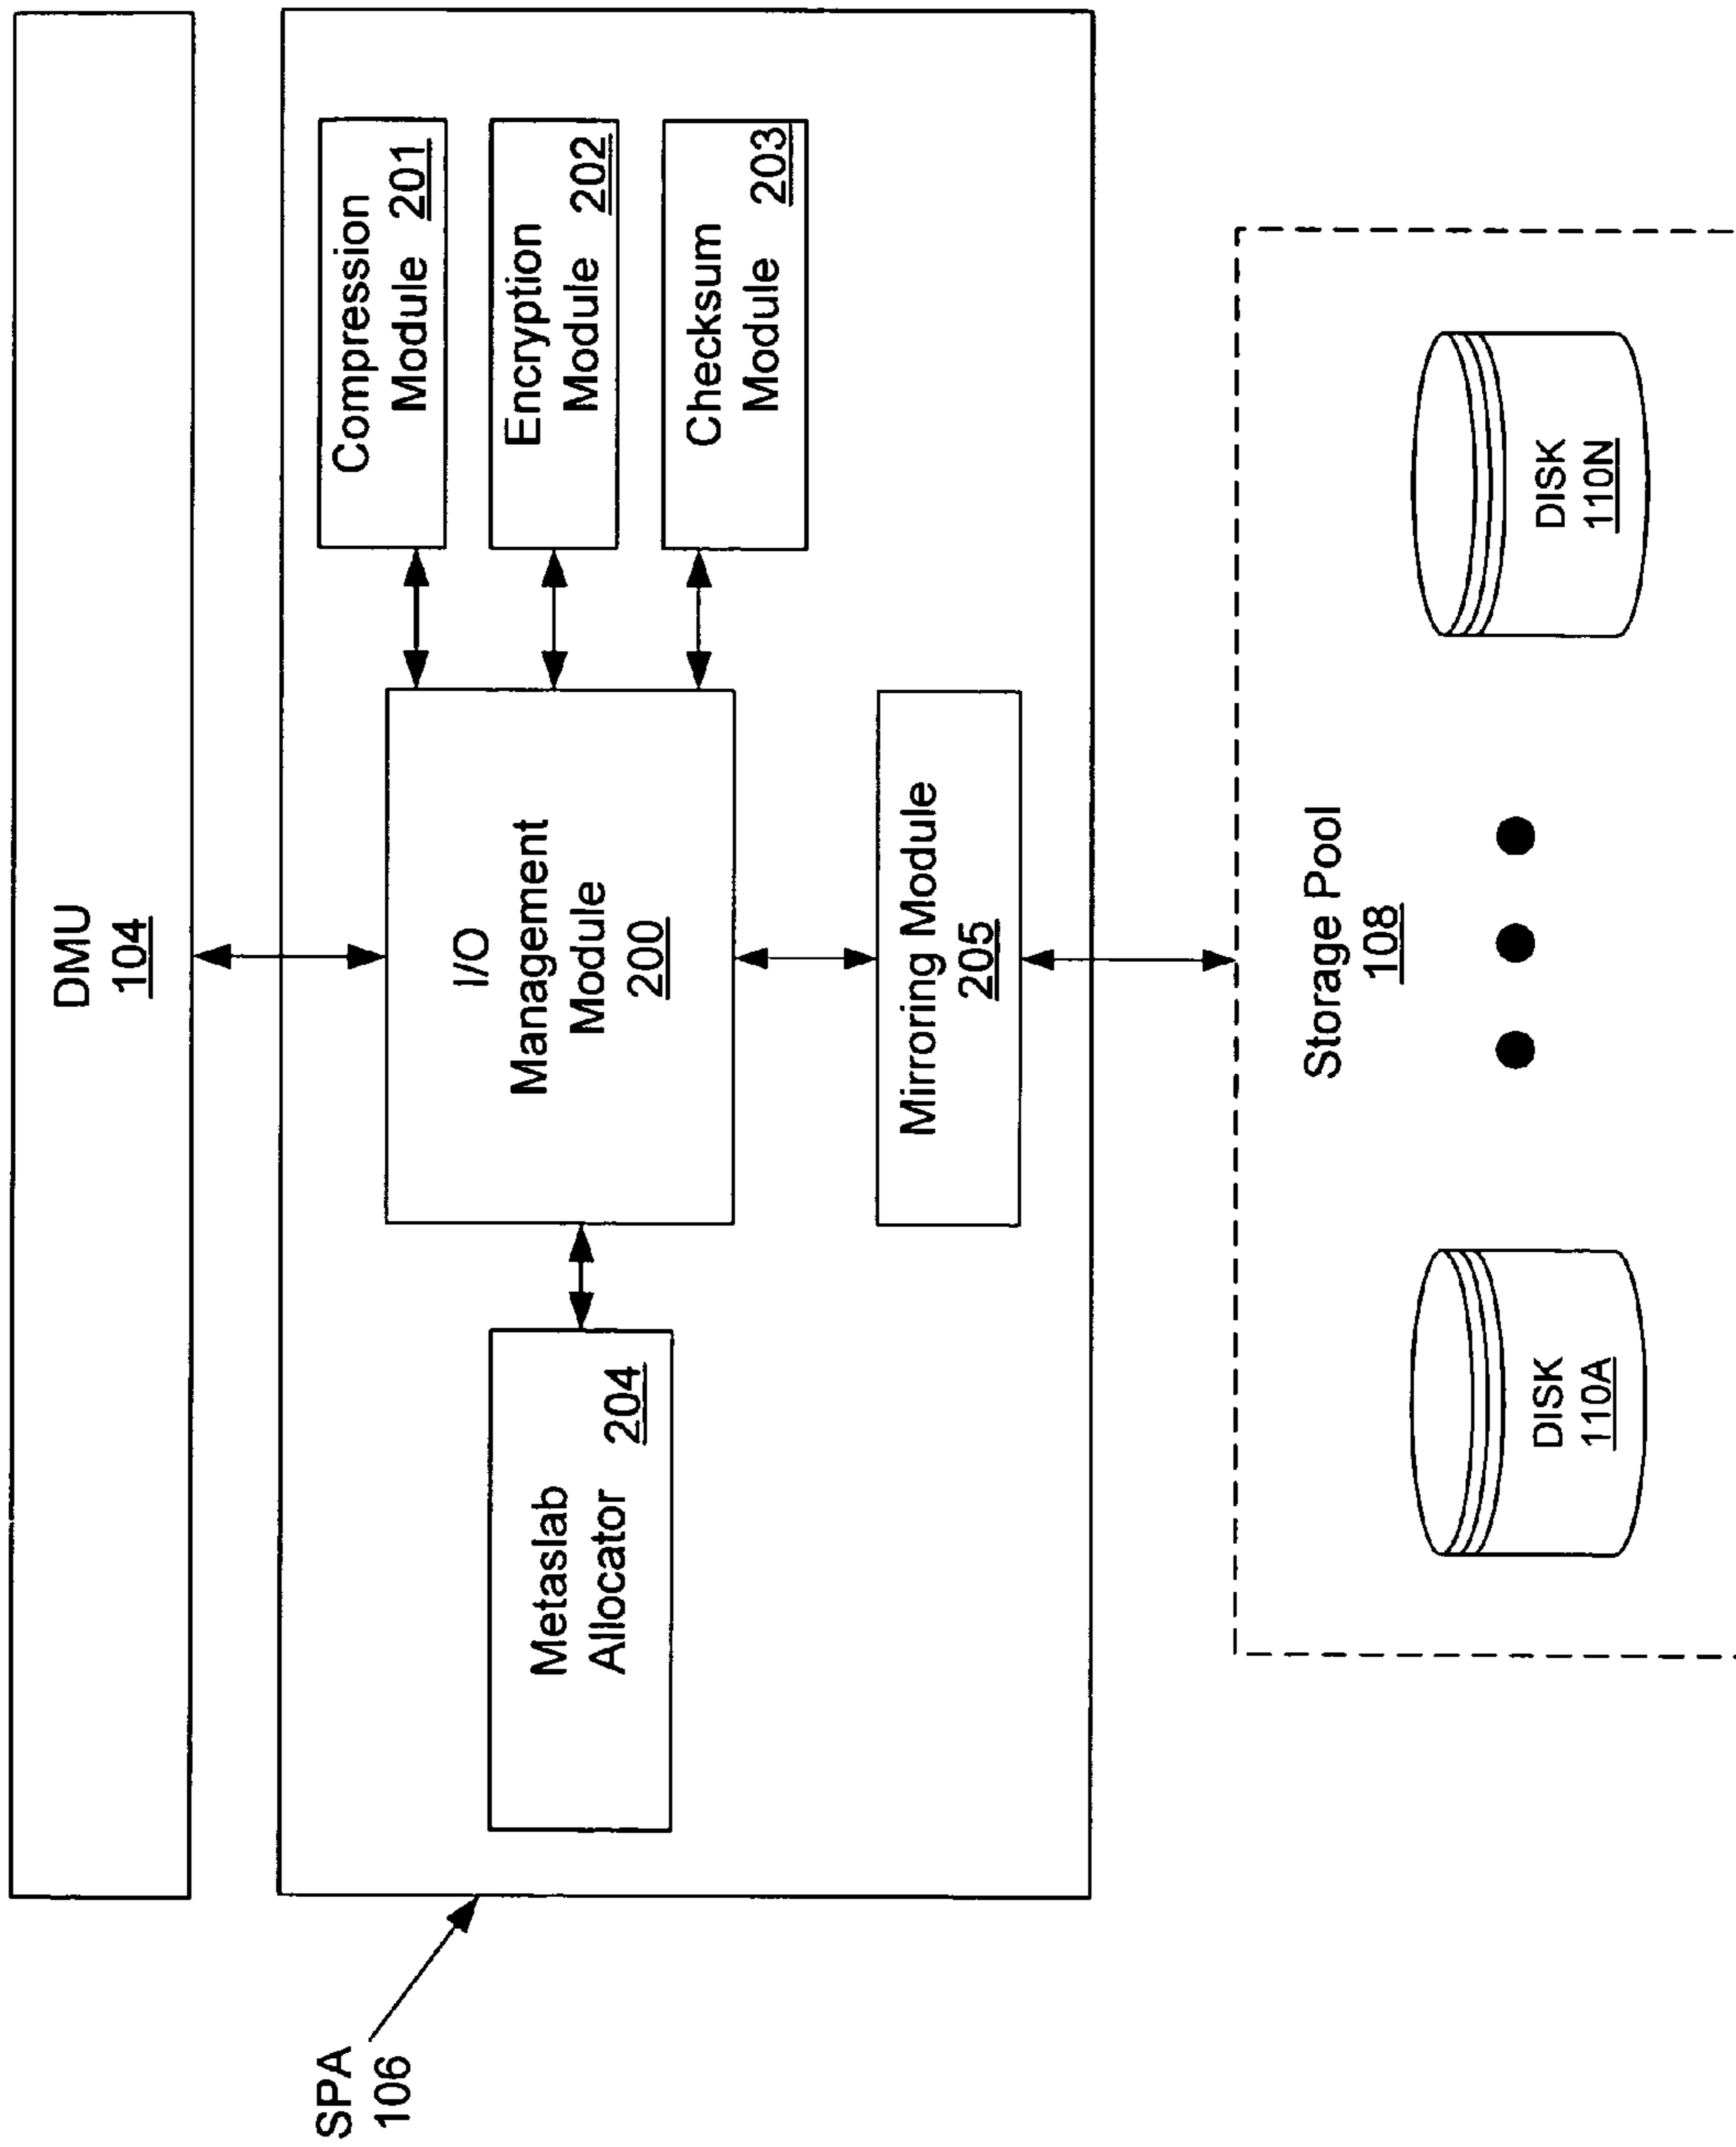 DMU
104
SPA
106
I/O
Management
Module
200
Compression
Module 201
Encryption
Module 202
Checksum
Module 203
Metaslab
Allocator 204
Mirroring Module
205
Storage Pool
108
DISK
110A
DISK
110N